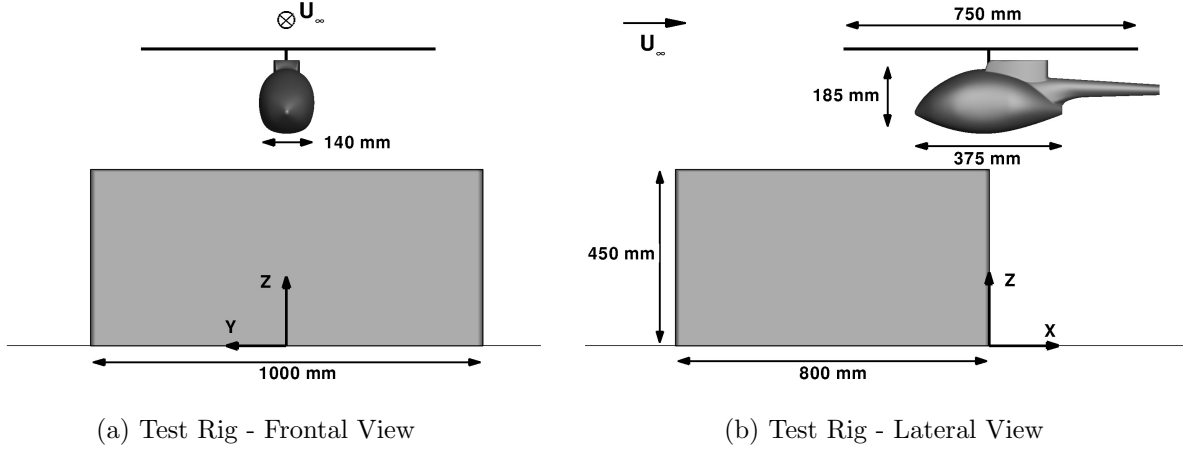 U∞
140 mm
Z
Y
1000 mm
(a) Test Rig - Frontal View
U∞
750 mm
185 mm
375 mm
450 mm
Z
X
800 mm
(b) Test Rig - Lateral View